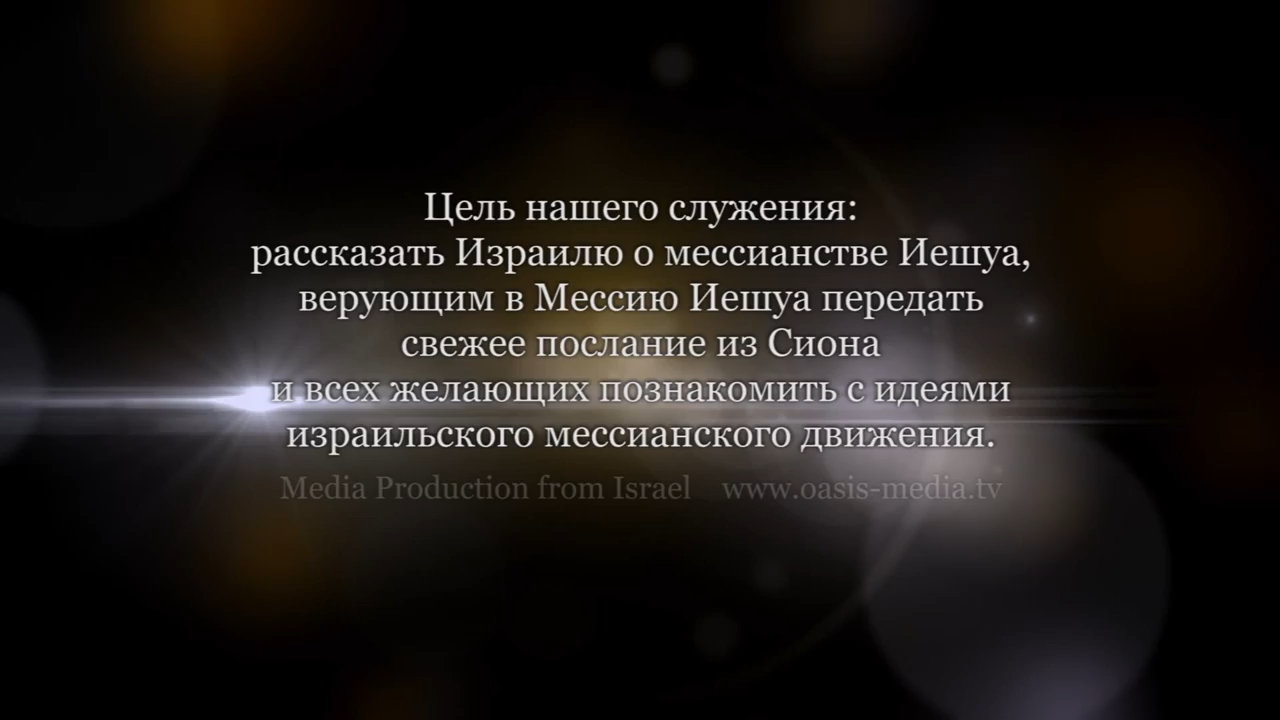 Цель нашего служения:
рассказать Израилю о мессианстве Иешуа,
верующим в Мессию Иешуа передать
свежее послание из Сиона
и всех желающих познакомить с идеями
израильского мессианского движения.
Media Production from Israel www.oasis-media.tv